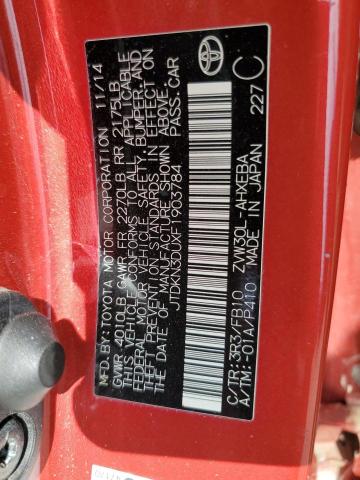 MFD. BY: TOYOTA MOTOR CORPORATION 11/14
GVWR 4010LB GAWR FR 2270LB RR 2175LB
THIS VEHICLE CONFORMS TO ALL APPLICABLE
FEDERAL MOTOR VEHICLE SAFETY, BUMPER, AND
THEFT PREVENTION STANDARDS IN EFFECT ON
THE DATE OF MANUFACTURE SHOWN ABOVE.
JTDKN3DUXF1903784 PASS. CAR
C/TR:3R3/FB10 ZVW30L-AHXEBA
A/TM:-01A/P410 MADE IN JAPAN 227 C